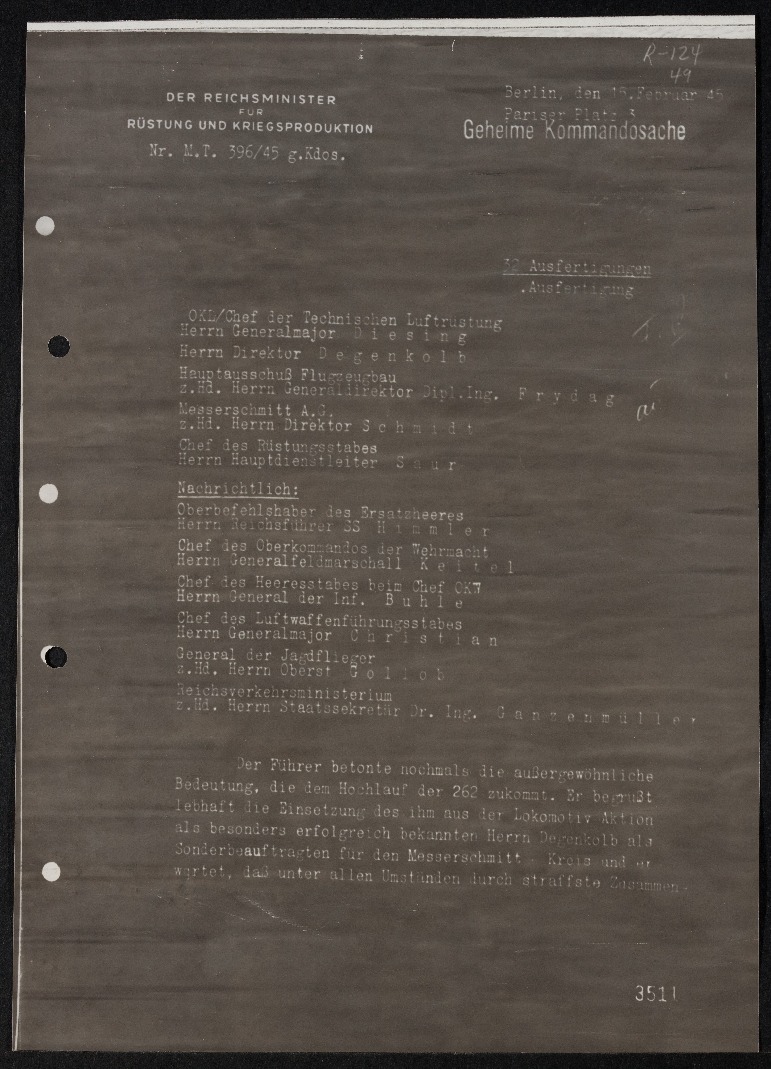 R-124
49
DER REICHSMINISTER
FÜR
RÜSTUNG UND KRIEGSPRODUKTION
Nr. M.T. 396/45 g.Kdos.
Berlin, den 16.Februar 45
Pariser Platz 3
Geheime Kommandosache
32 Ausfertigungen
.Ausfertigung
OKL/Chef der Technischen Luftrüstung
Herrn Generalmajor D i e s i n g
Herrn Direktor D e g e n k o l b
Hauptausschuß Flugzeugbau
z.Hd. Herrn Generaldirektor Dipl.Ing. F r y d a g
Messerschmitt A.G.
z.Hd. Herrn Direktor S c h m i d t
Chef des Rüstungsstabes
Herrn Hauptdienstleiter S a u r
Nachrichtlich:
Oberbefehlshaber des Ersatzheeres
Herrn Reichsführer SS H i m m l e r
Chef des Oberkommandos der Wehrmacht
Herrn Generalfeldmarschall K e i t e l
Chef des Heeresstabes beim Chef OKW
Herrn General der Inf. B u h l e
Chef des Luftwaffenführungsstabes
Herrn Generalmajor C h r i s t i a n
General der Jagdflieger
z.Hd. Herrn Oberst G o l l o b
Reichsverkehrsministerium
z.Hd. Herrn Staatssekretär Dr. Ing. G a n z e n m ü l l e r
Der Führer betonte nochmals die außergewöhnliche
Bedeutung, die dem Hochlauf der 262 zukommt. Er begrüßt
lebhaft die Einsetzung des ihm aus der Lokomotiv Aktion
als besonders erfolgreich bekannten Herrn Degenkolb als
Sonderbeauftragten für den Messerschmitt - Kreis und er
wartet, daß unter allen Umständen durch straffste Zusammen-
3511